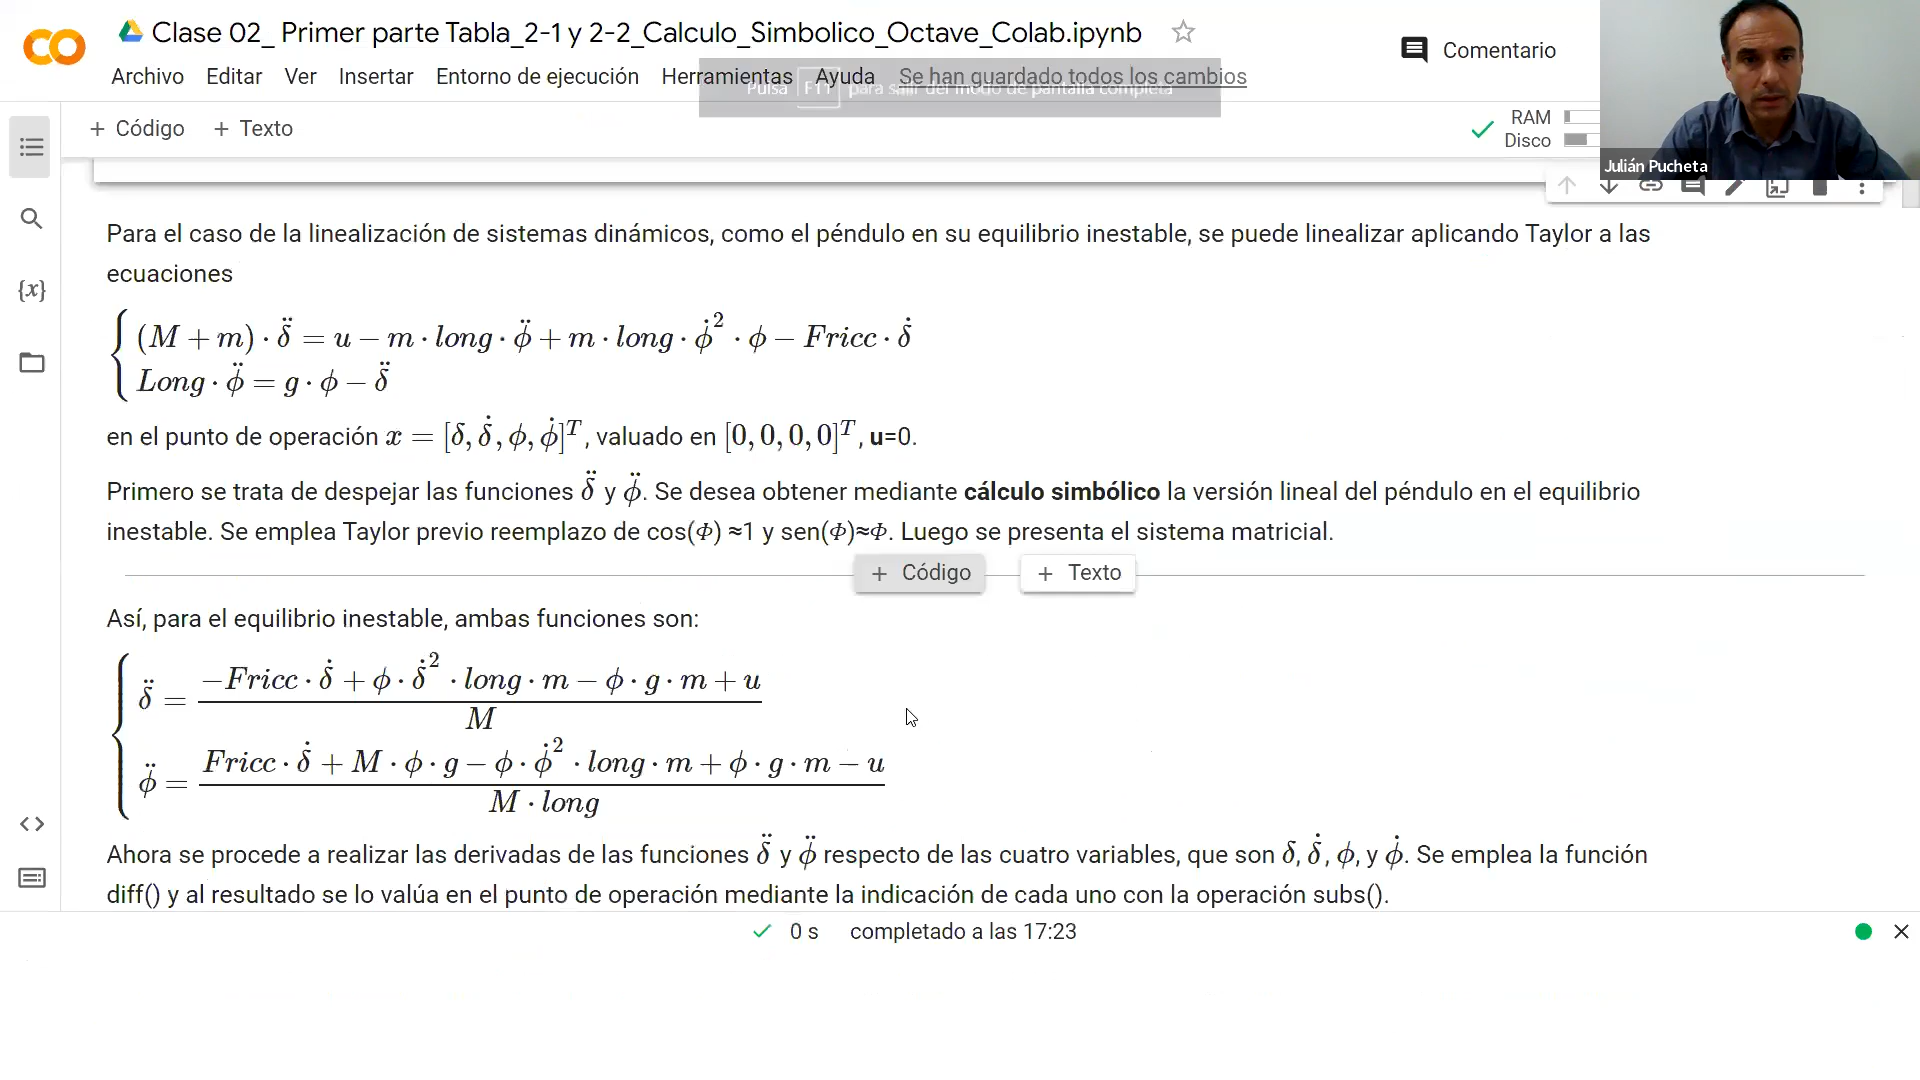 Clase 02_ Primer parte Tabla_2-1 y 2-2_Calculo_Simbolico_Octave_Colab.ipynb
Comentario
Archivo Editar Ver Insertar Entorno de ejecución Herramientas Ayuda Se han guardado todos los cambios
Pulsa F11 para salir del modo de pantalla completa
+ Código + Texto
RAM
Disco
Julián Pucheta
Para el caso de la linealización de sistemas dinámicos, como el péndulo en su equilibrio inestable, se puede linealizar aplicando Taylor a las
ecuaciones
(M + m) · δ̈ = u − m · long · φ̈ + m · long · φ̇² · φ − Fricc · δ̇
Long · φ̈ = g · φ − δ̈
en el punto de operación x = [δ, δ̇, φ, φ̇]ᵀ, valuado en [0, 0, 0, 0]ᵀ, u=0.
Primero se trata de despejar las funciones δ̈ y φ̈. Se desea obtener mediante cálculo simbólico la versión lineal del péndulo en el equilibrio
inestable. Se emplea Taylor previo reemplazo de cos(Φ) ≈1 y sen(Φ)≈Φ. Luego se presenta el sistema matricial.
+ Código + Texto
Así, para el equilibrio inestable, ambas funciones son:
δ̈ = (−Fricc · δ̇ + φ · δ̇² · long · m − φ · g · m + u) / M
φ̈ = (Fricc · δ̇ + M · φ · g − φ · φ̇² · long · m + φ · g · m − u) / (M · long)
Ahora se procede a realizar las derivadas de las funciones δ̈ y φ̈ respecto de las cuatro variables, que son δ, δ̇, φ, y φ̇. Se emplea la función
diff() y al resultado se lo valúa en el punto de operación mediante la indicación de cada uno con la operación subs().
0 s completado a las 17:23